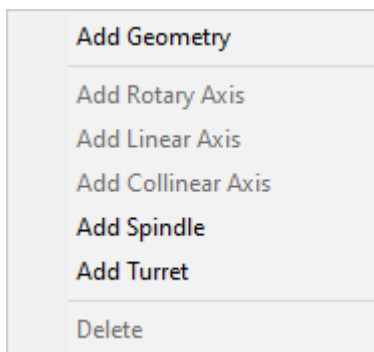 Add Geometry
Add Rotary Axis
Add Linear Axis
Add Collinear Axis
Add Spindle
Add Turret
Delete